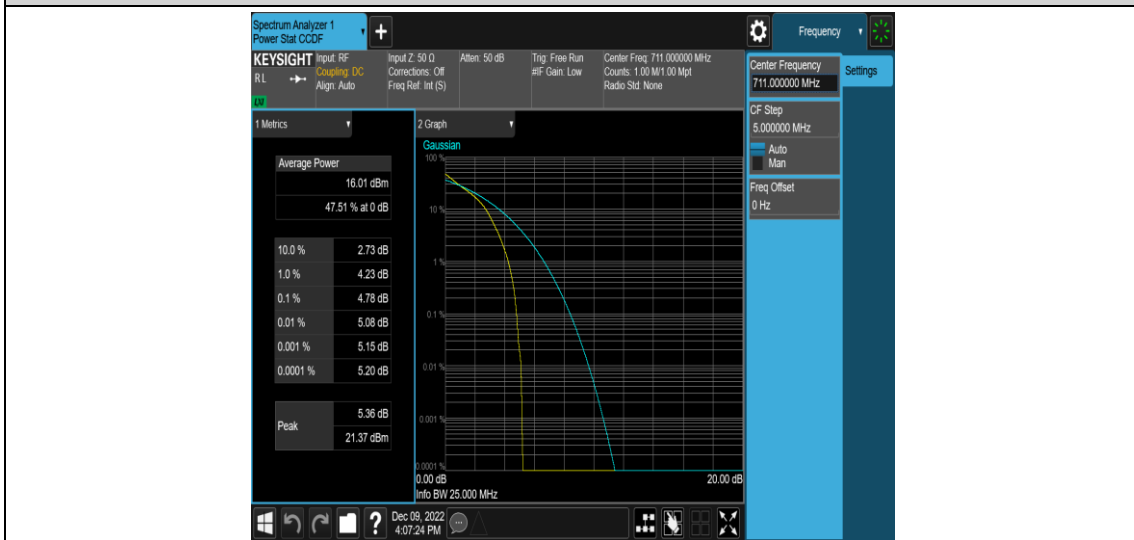 Spectrum Analyzer 1
Power Stat CCDF
+
Frequency
KEYSIGHT
RL
Input: RF
Coupling: DC
Align: Auto
Input Z: 50 Ω
Corrections: Off
Freq Ref: Int (S)
Atten: 50 dB
Trig: Free Run
#IF Gain: Low
Center Freq: 711.000000 MHz
Counts: 1.00 M/1.00 Mpt
Radio Std: None
Center Frequency
711.000000 MHz
Settings
CF Step
5.000000 MHz
Auto
Man
Freq Offset
0 Hz
1 Metrics
Average Power
16.01 dBm
47.51 % at 0 dB
10.0 % 2.73 dB
1.0 % 4.23 dB
0.1 % 4.78 dB
0.01 % 5.08 dB
0.001 % 5.15 dB
0.0001 % 5.20 dB
Peak
5.36 dB
21.37 dBm
2 Graph
Gaussian
100 %
10 %
1 %
0.1 %
0.01 %
0.001 %
0.0001 %
0.00 dB
20.00 dB
Info BW 25.000 MHz
?
Dec 09, 2022
4:07:24 PM